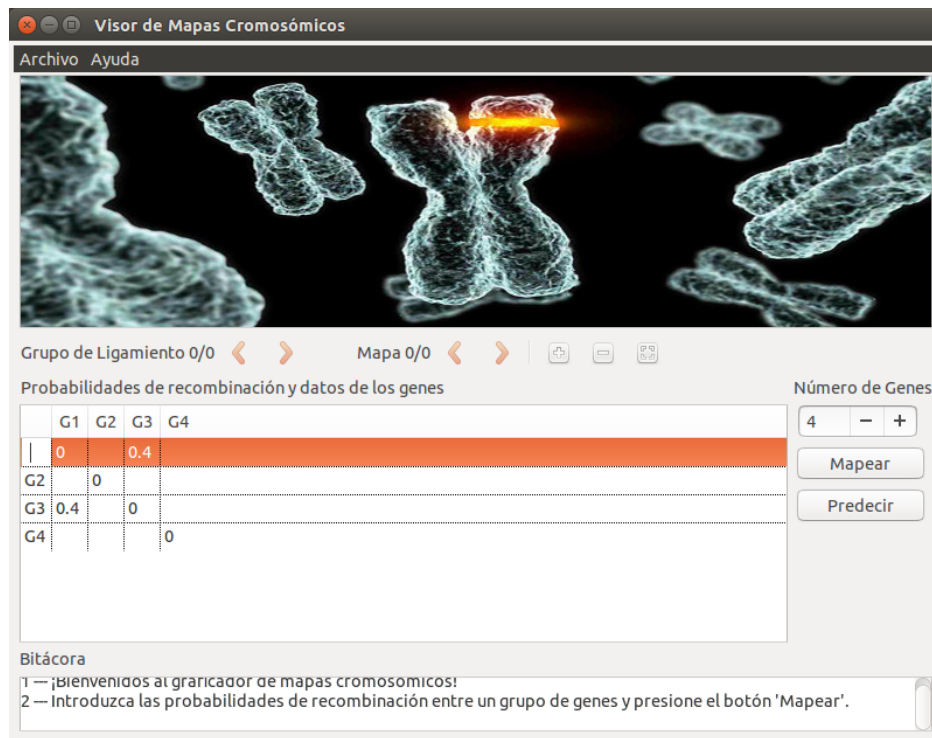 Visor de Mapas Cromosómicos
Archivo Ayuda
Grupo de Ligamiento 0/0 Mapa 0/0
Probabilidades de recombinación y datos de los genes Número de Genes
G1 G2 G3 G4
0 0.4
G2 0
G3 0.4 0
G4 0
4 − +
Mapear
Predecir
Bitácora
1 -- ¡Bienvenidos al graficador de mapas cromosómicos!
2 -- Introduzca las probabilidades de recombinación entre un grupo de genes y presione el botón 'Mapear'.